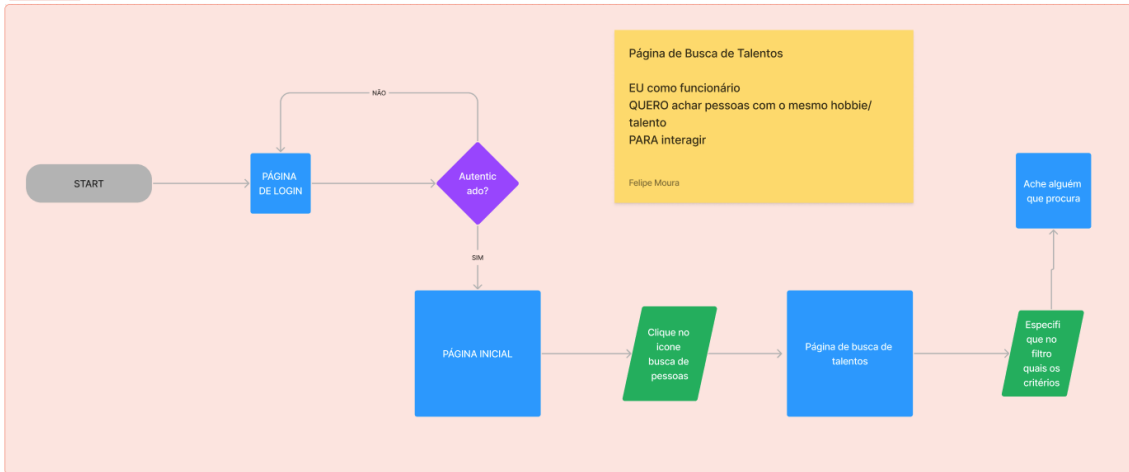 Página de Busca de Talentos
EU como funcionário
QUERO achar pessoas com o mesmo hobbie/
talento
PARA interagir
Felipe Moura
NÃO
START
PÁGINA
DE LOGIN
Autentic
ado?
SIM
PÁGINA INICIAL
Clique no
icone
busca de
pessoas
Página de busca de
talentos
Especifi
que no
filtro
quais os
critérios
Ache alguém
que procura